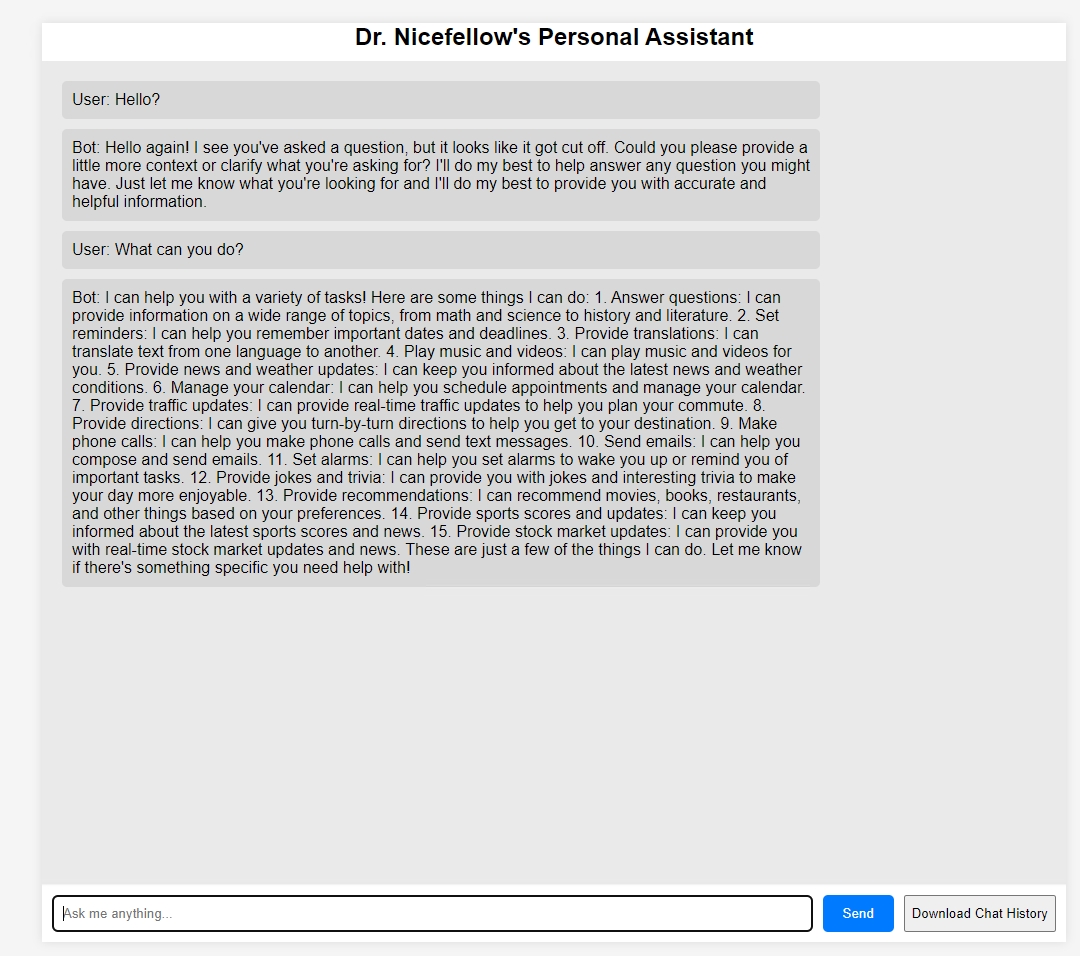 Dr. Nicefellow's Personal Assistant
User: Hello?
Bot: Hello again! I see you've asked a question, but it looks like it got cut off. Could you please provide a
little more context or clarify what you're asking for? I'll do my best to help answer any question you might
have. Just let me know what you're looking for and I'll do my best to provide you with accurate and
helpful information.
User: What can you do?
Bot: I can help you with a variety of tasks! Here are some things I can do: 1. Answer questions: I can
provide information on a wide range of topics, from math and science to history and literature. 2. Set
reminders: I can help you remember important dates and deadlines. 3. Provide translations: I can
translate text from one language to another. 4. Play music and videos: I can play music and videos for
you. 5. Provide news and weather updates: I can keep you informed about the latest news and weather
conditions. 6. Manage your calendar: I can help you schedule appointments and manage your calendar.
7. Provide traffic updates: I can provide real-time traffic updates to help you plan your commute. 8.
Provide directions: I can give you turn-by-turn directions to help you get to your destination. 9. Make
phone calls: I can help you make phone calls and send text messages. 10. Send emails: I can help you
compose and send emails. 11. Set alarms: I can help you set alarms to wake you up or remind you of
important tasks. 12. Provide jokes and trivia: I can provide you with jokes and interesting trivia to make
your day more enjoyable. 13. Provide recommendations: I can recommend movies, books, restaurants,
and other things based on your preferences. 14. Provide sports scores and updates: I can keep you
informed about the latest sports scores and news. 15. Provide stock market updates: I can provide you
with real-time stock market updates and news. These are just a few of the things I can do. Let me know
if there's something specific you need help with!
Ask me anything...
Send
Download Chat History